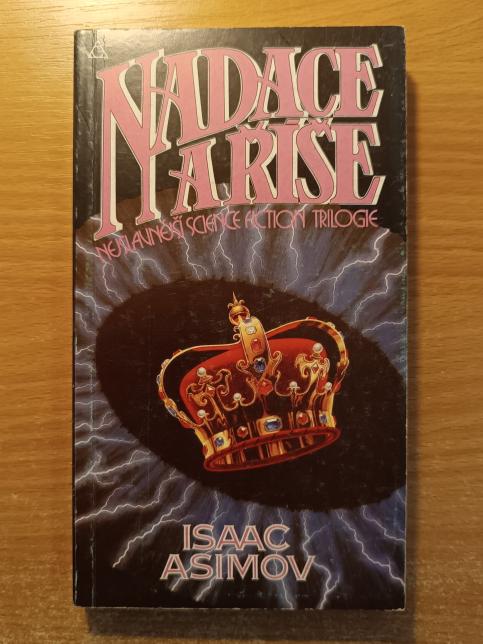 NADACE
A ŘÍŠE
NEJSLAVNĚJŠÍ SCIENCE FICTION TRILOGIE
ISAAC
ASIMOV